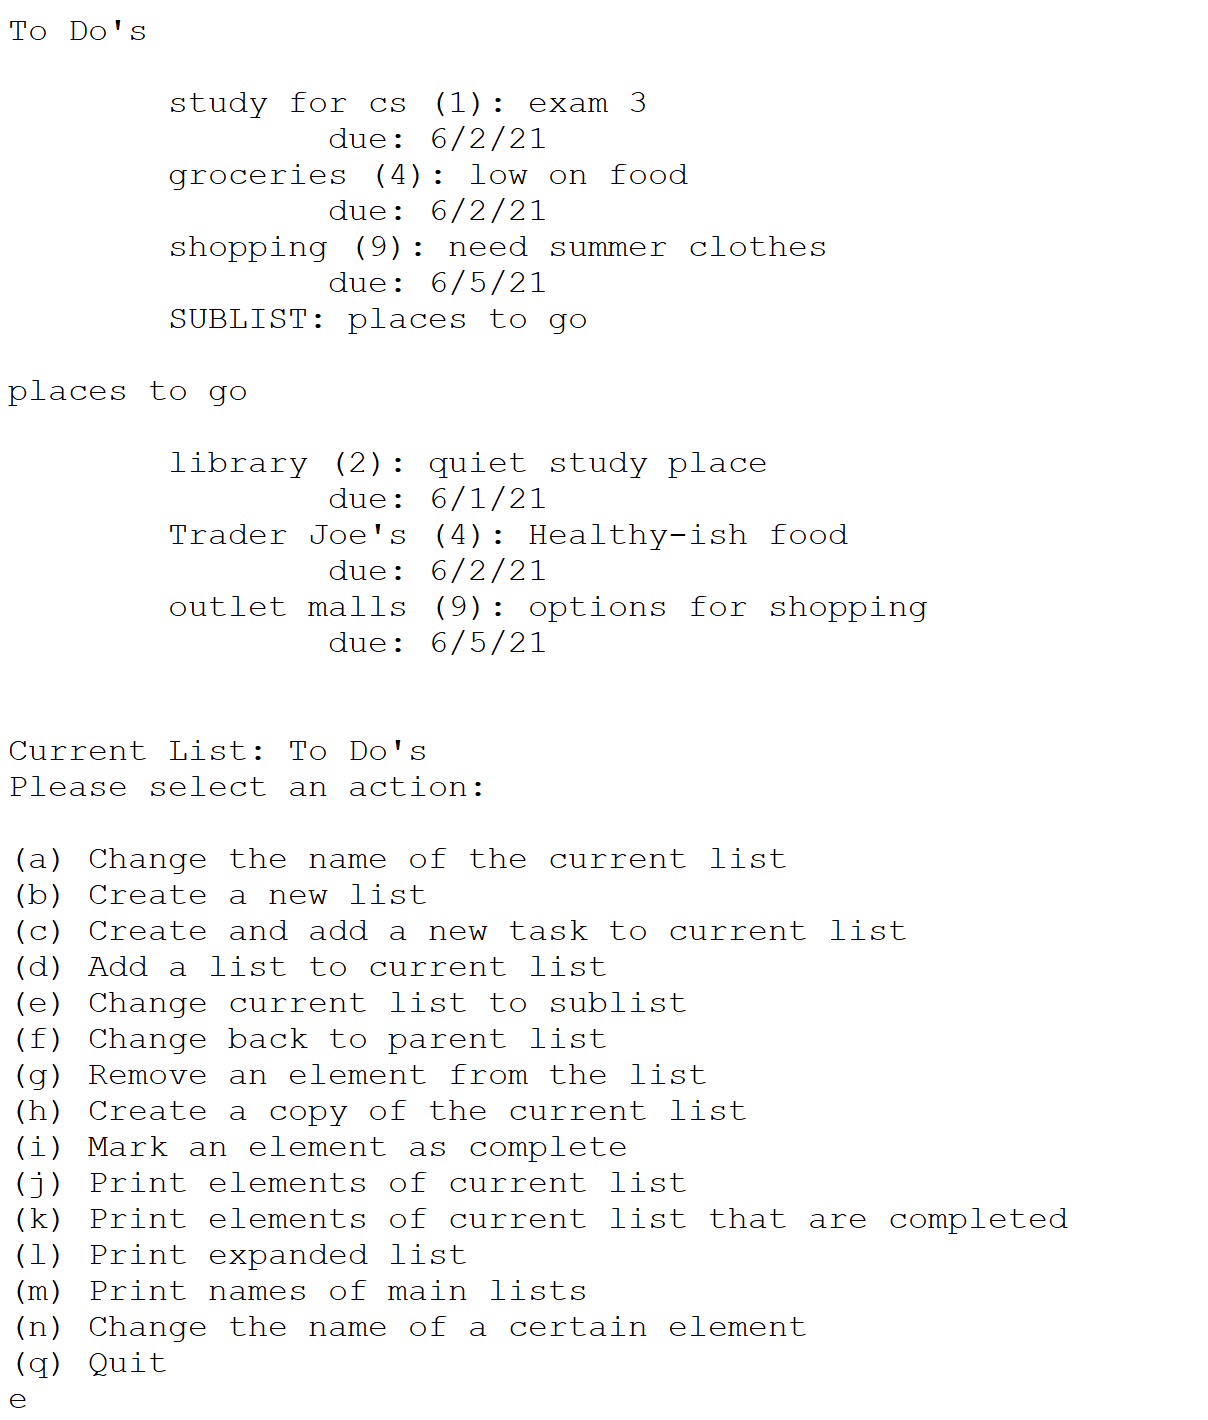 To Do's
study for cs (1): exam 3
due: 6/2/21
groceries (4): low on food
due: 6/2/21
shopping (9): need summer clothes
due: 6/5/21
SUBLIST: places to go
places to go
library (2): quiet study place
due: 6/1/21
Trader Joe's (4): Healthy-ish food
due: 6/2/21
outlet malls (9): options for shopping
due: 6/5/21
Current List: To Do's
Please select an action:
(a) Change the name of the current list
(b) Create a new list
(c) Create and add a new task to current list
(d) Add a list to current list
(e) Change current list to sublist
(f) Change back to parent list
(g) Remove an element from the list
(h) Create a copy of the current list
(i) Mark an element as complete
(j) Print elements of current list
(k) Print elements of current list that are completed
(l) Print expanded list
(m) Print names of main lists
(n) Change the name of a certain element
(q) Quit
e